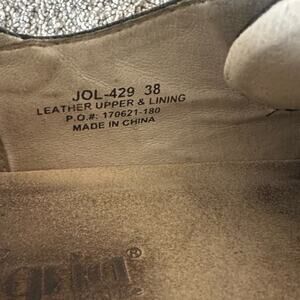 JOL-429 38
LEATHER UPPER & LINING
P.O.#: 170621-180
MADE IN CHINA